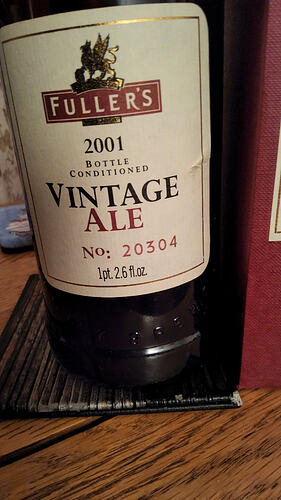 FULLER'S
2001
BOTTLE
CONDITIONED
VINTAGE
ALE
No: 20304
1pt. 2.6 fl.oz.